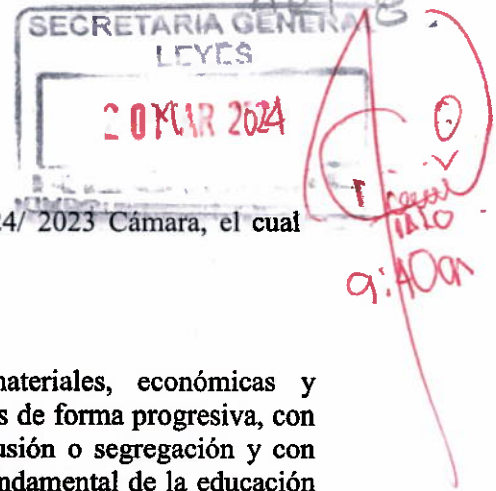 SECRETARIA GENERAL
LEYES
20 MAR 2024
24/ 2023 Cámara, el cual
9:40am
materiales, económicas y
s de forma progresiva, con
usión o segregación y con
ndamental de la educación